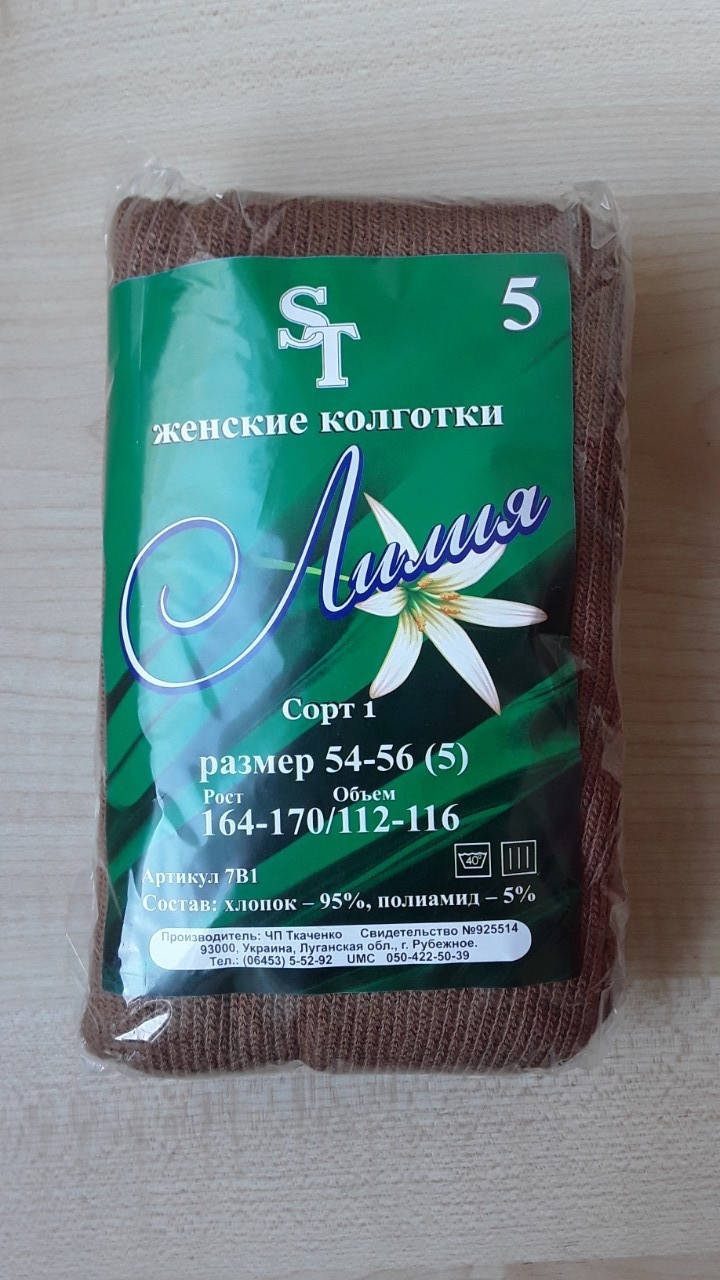 ST
5
женские колготки
Лилия
Сорт 1
размер 54-56 (5)
Рост Объем
164-170/112-116
40°
Артикул 7В1
Состав: хлопок – 95%, полиамид – 5%
Производитель: ЧП Ткаченко Свидетельство №925514
93000, Украина, Луганская обл., г. Рубежное.
Тел.: (06453) 5-52-92 UMC 050-422-50-39